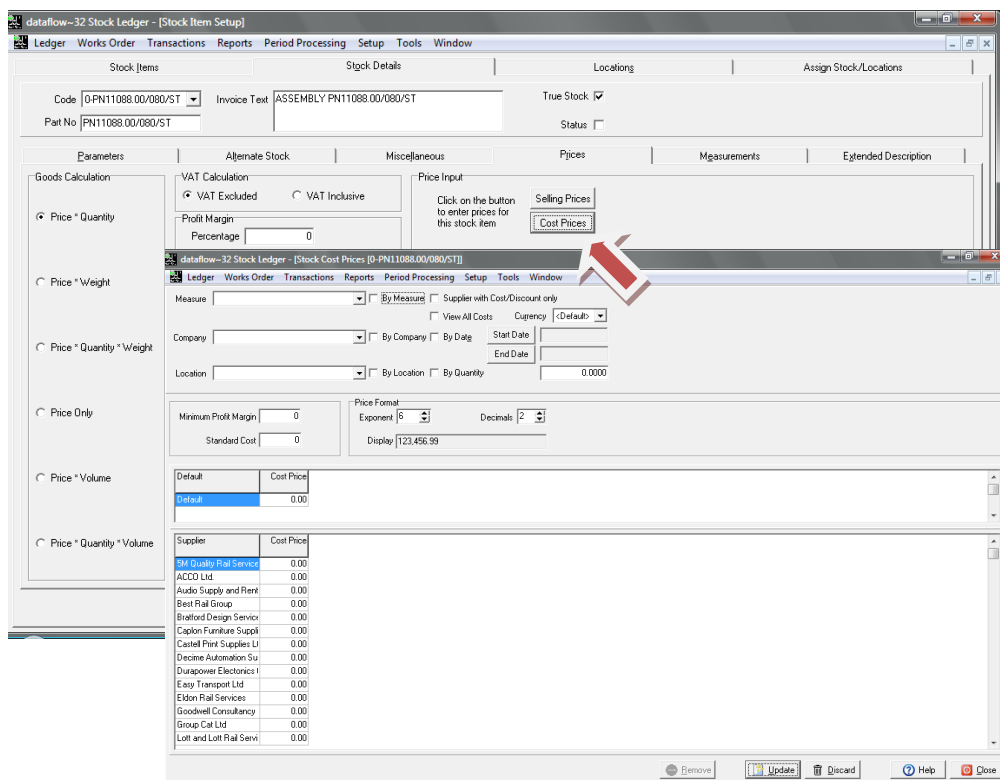 dataflow~32 Stock Ledger - [Stock Item Setup]
Ledger Works Order Transactions Reports Period Processing Setup Tools Window
Stock Items Stock Details Locations Assign Stock/Locations
Code 0-PN11088.00/080/ST Invoice Text ASSEMBLY PN11088.00/080/ST True Stock
Part No PN11088.00/080/ST Status
Parameters Alternate Stock Miscellaneous Prices Measurements Extended Description
Goods Calculation VAT Calculation Price Input
VAT Excluded VAT Inclusive Click on the button Selling Prices
to enter prices for
Price * Quantity Profit Margin this stock item Cost Prices
Percentage 0
dataflow~32 Stock Ledger - [Stock Cost Prices [0-PN11088.00/080/ST]]
Ledger Works Order Transactions Reports Period Processing Setup Tools Window
Price * Weight
Measure By Measure Supplier with Cost/Discount only
View All Costs Currency <Default>
Company By Company By Date Start Date
Price * Quantity * Weight
End Date
Location By Location By Quantity 0.0000
Price Format
Price Only
Minimum Profit Margin 0 Exponent 6 Decimals 2
Standard Cost 0 Display 123,456.99
Price * Volume
Default Cost Price
Default 0.00
Price * Quantity * Volume
Supplier Cost Price
5M Quality Rail Service 0.00
ACCO Ltd. 0.00
Audio Supply and Rent 0.00
Best Rail Group 0.00
Bratford Design Service 0.00
Caplon Furniture Suppli 0.00
Castell Print Supplies Lt 0.00
Decime Automation Su 0.00
Durapower Electonics 0.00
Easy Transport Ltd 0.00
Eldon Rail Services 0.00
Goodwell Consultancy 0.00
Group Cat Ltd 0.00
Lott and Lott Rail Servi 0.00
Remove Update Discard Help Close